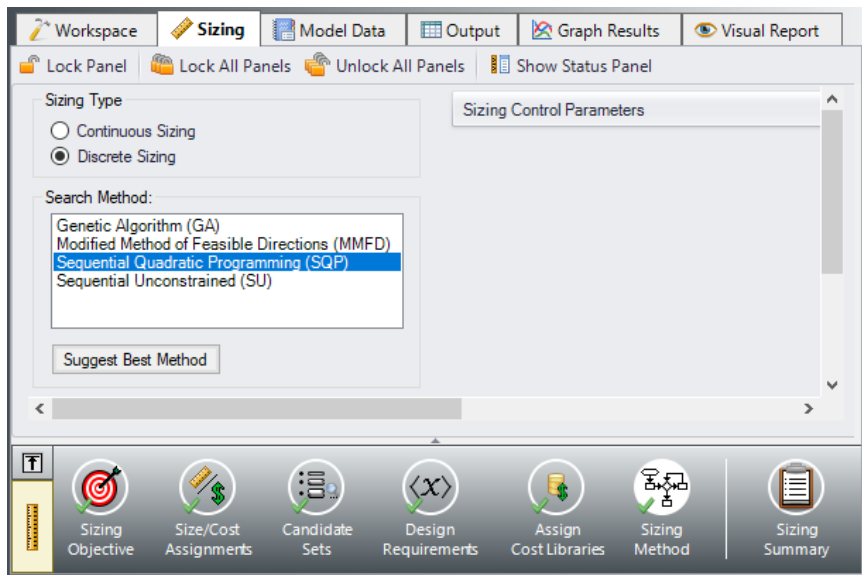 Workspace Sizing Model Data Output Graph Results Visual Report
Lock Panel Lock All Panels Unlock All Panels Show Status Panel
Sizing Type
Continuous Sizing
Discrete Sizing
Sizing Control Parameters
Search Method:
Genetic Algorithm (GA)
Modified Method of Feasible Directions (MMFD)
Sequential Quadratic Programming (SQP)
Sequential Unconstrained (SU)
Suggest Best Method
Sizing Size/Cost Candidate Design Assign Sizing Sizing
Objective Assignments Sets Requirements Cost Libraries Method Summary